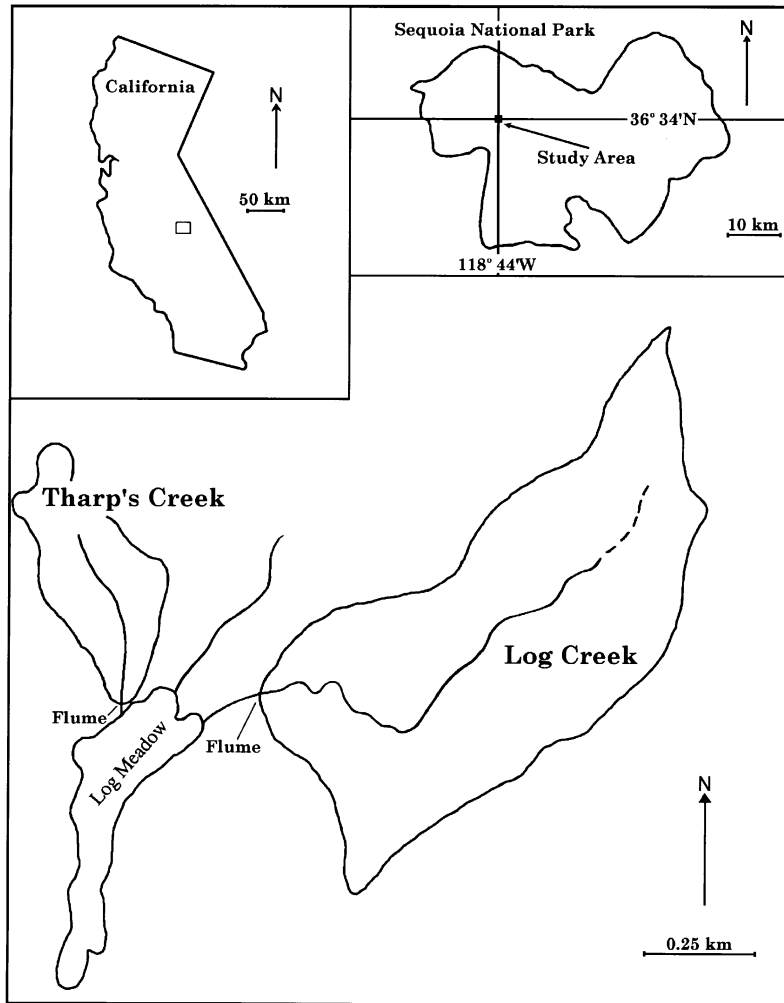 California
N
50 km
Sequoia National Park
N
36° 34'N
Study Area
10 km
118° 44'W
Tharp's Creek
Log Creek
Flume
Flume
Log Meadow
N
0.25 km